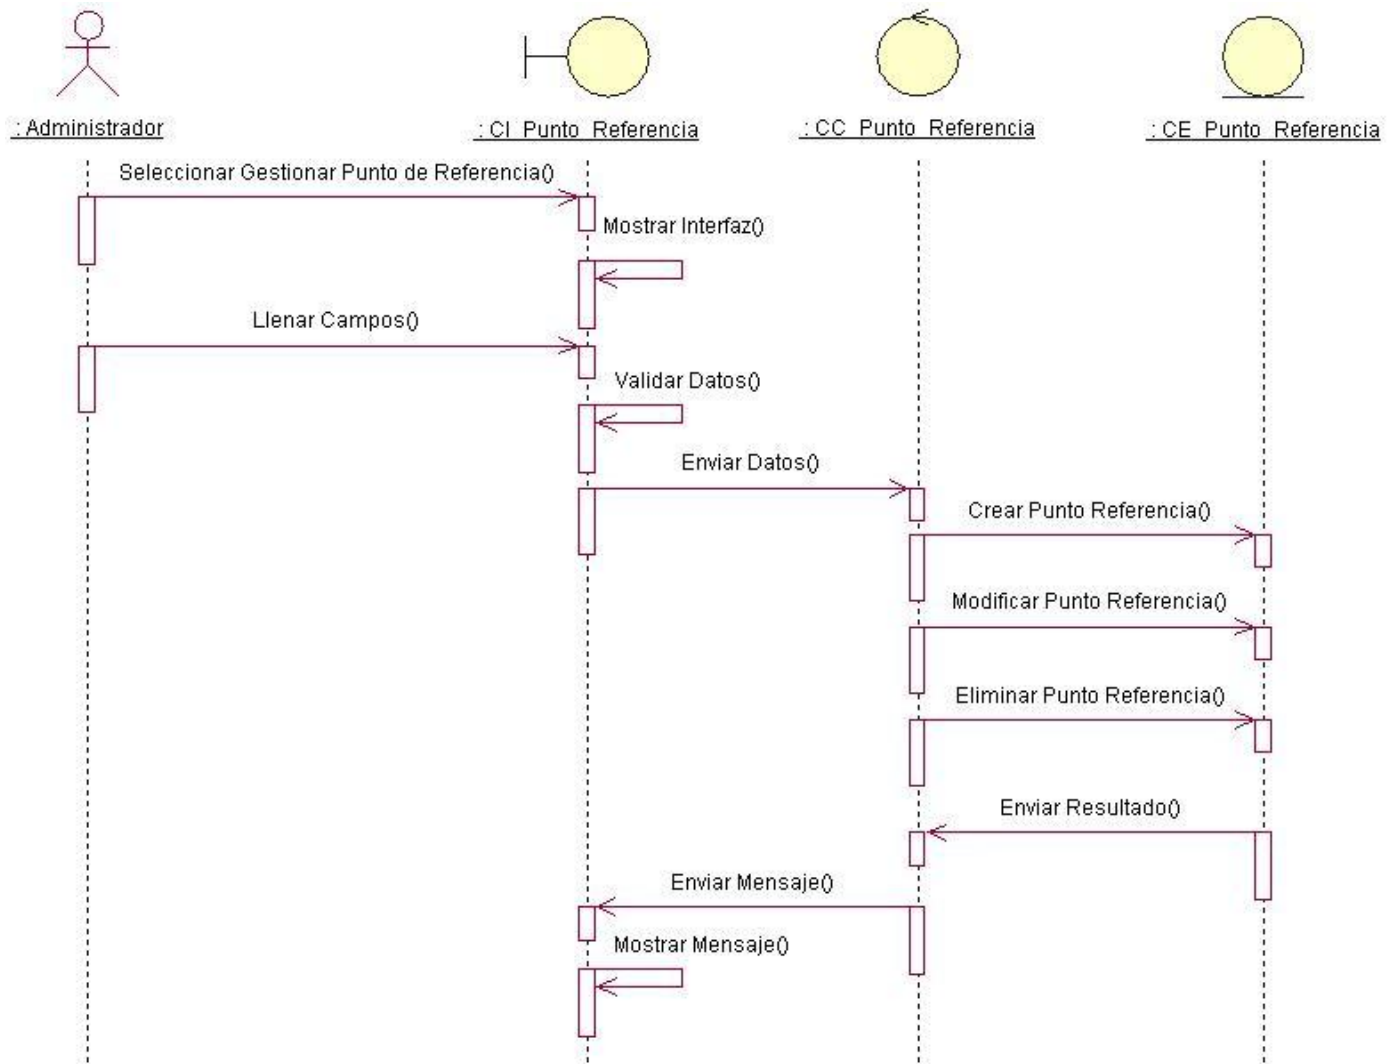 : Administrador
: CI_Punto_Referencia
: CC_Punto_Referencia
: CE_Punto_Referencia
Seleccionar Gestionar Punto de Referencia()
Mostrar Interfaz()
Llenar Campos()
Validar Datos()
Enviar Datos()
Crear Punto Referencia()
Modificar Punto Referencia()
Eliminar Punto Referencia()
Enviar Resultado()
Enviar Mensaje()
Mostrar Mensaje()